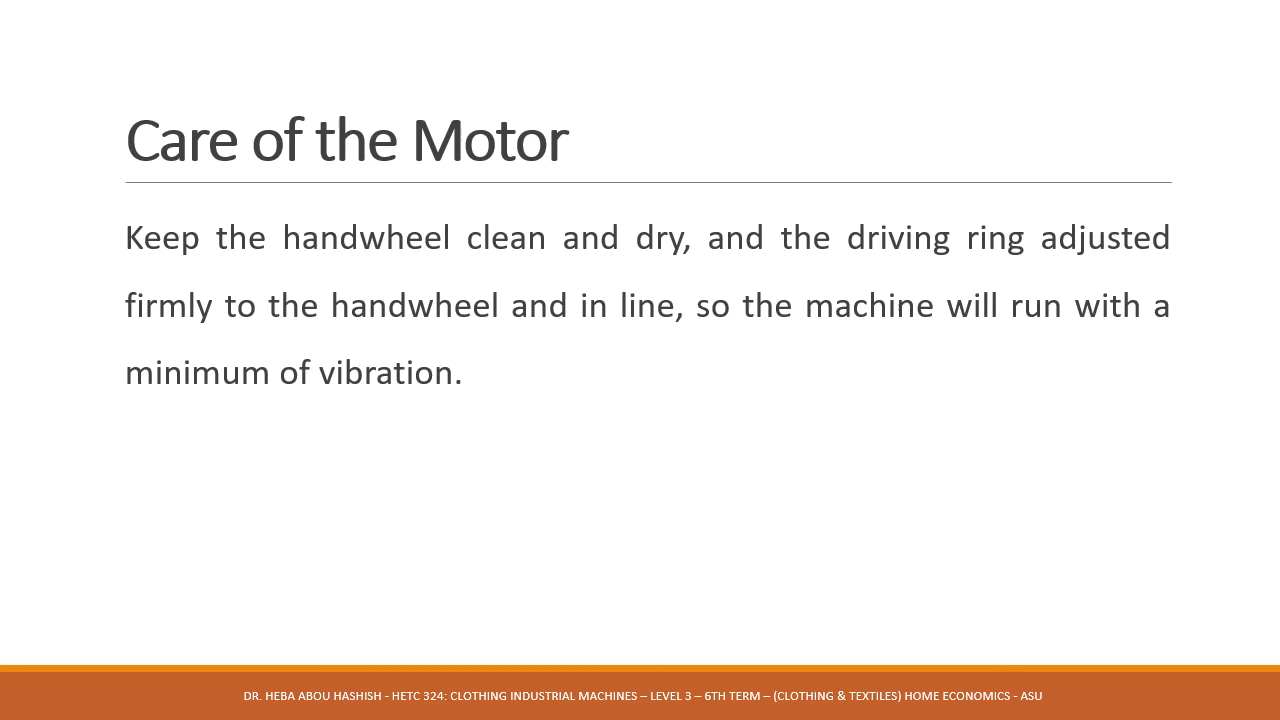 Care of the Motor
Keep the handwheel clean and dry, and the driving ring adjusted
firmly to the handwheel and in line, so the machine will run with a
minimum of vibration.
DR. HEBA ABOU HASHISH - HETC 324: CLOTHING INDUSTRIAL MACHINES – LEVEL 3 – 6TH TERM – (CLOTHING & TEXTILES) HOME ECONOMICS - ASU